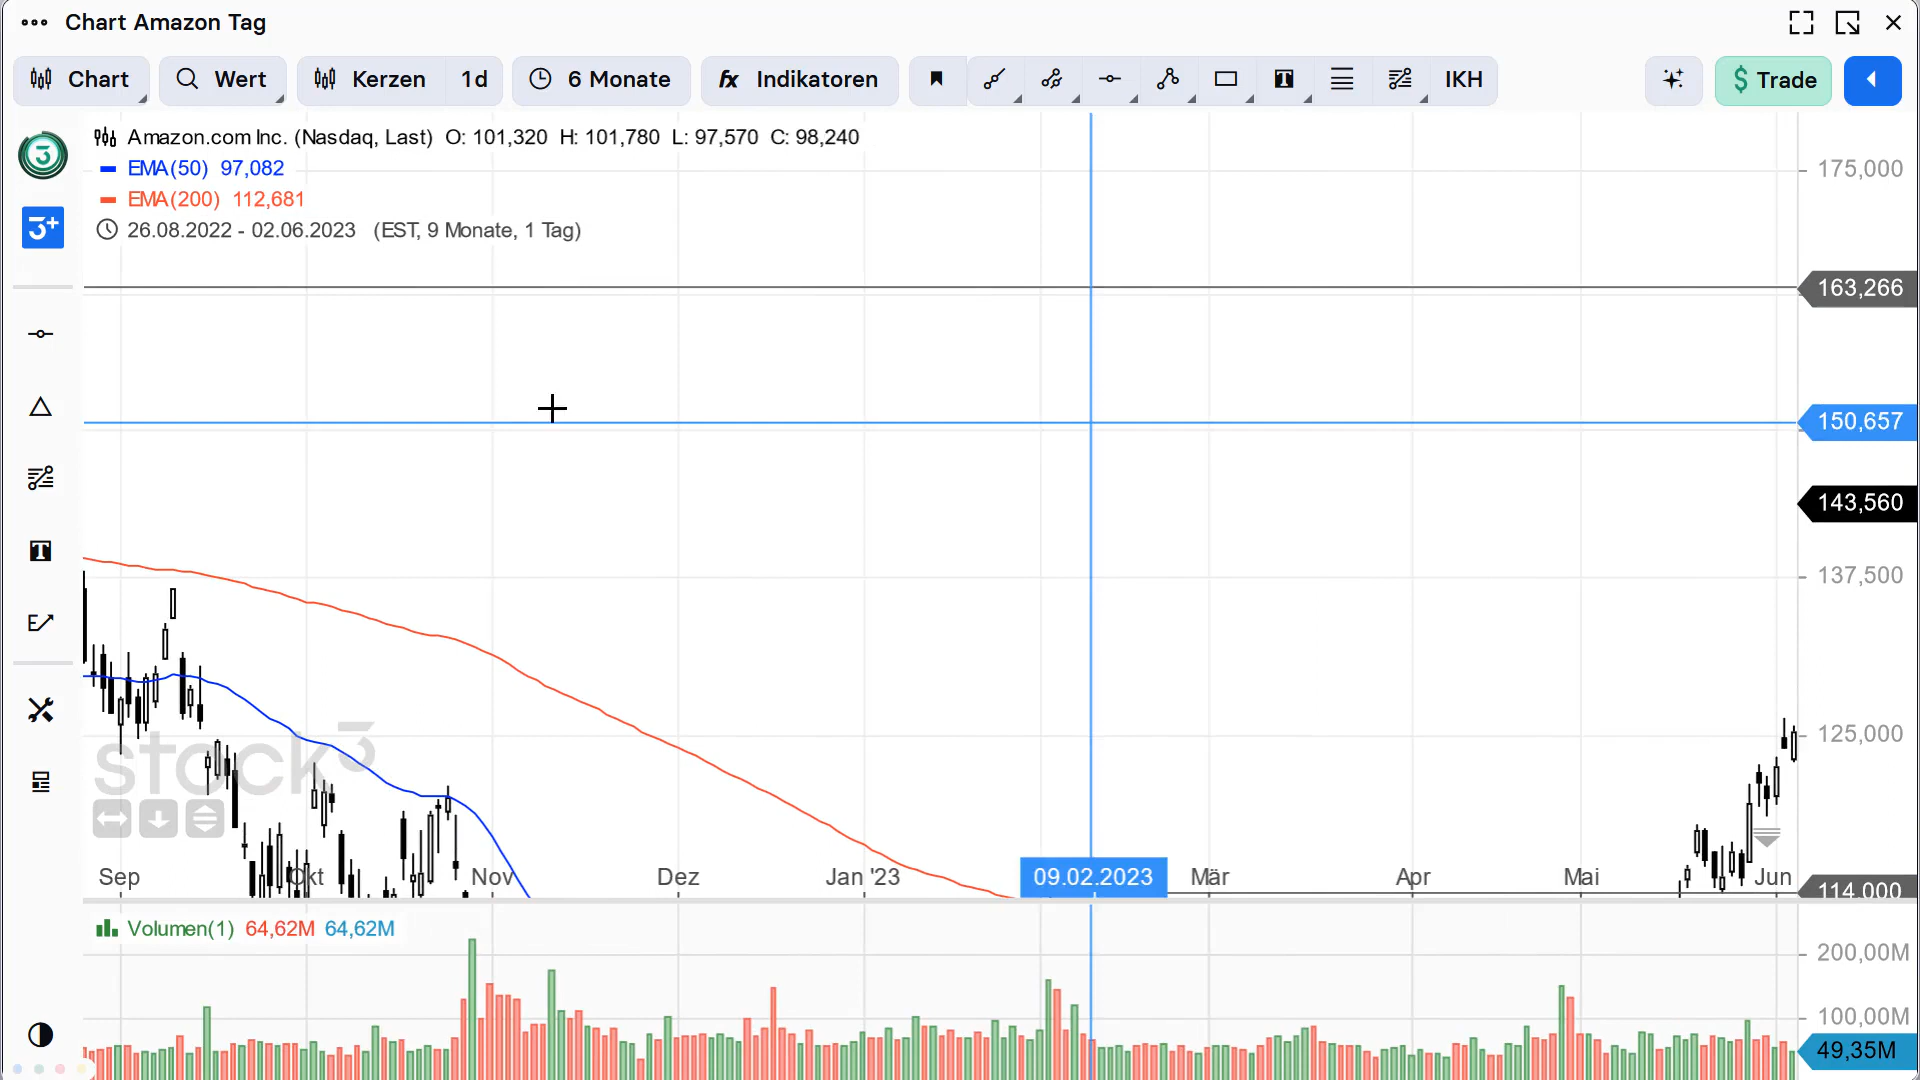 Chart Amazon Tag
Chart Wert Kerzen 1d 6 Monate fx Indikatoren T IKH $ Trade
Amazon.com Inc. (Nasdaq, Last) O: 101,320 H: 101,780 L: 97,570 C: 98,240
EMA(50) 97,082
EMA(200) 112,681
26.08.2022 - 02.06.2023 (EST, 9 Monate, 1 Tag)
3
3+
T
E
175,000
163,266
150,657
143,560
137,500
125,000
114,000
stock3
Sep Okt Nov Dez Jan '23 09.02.2023 Mär Apr Mai Jun
Volumen(1) 64,62M 64,62M
200,00M
100,00M
49,35M